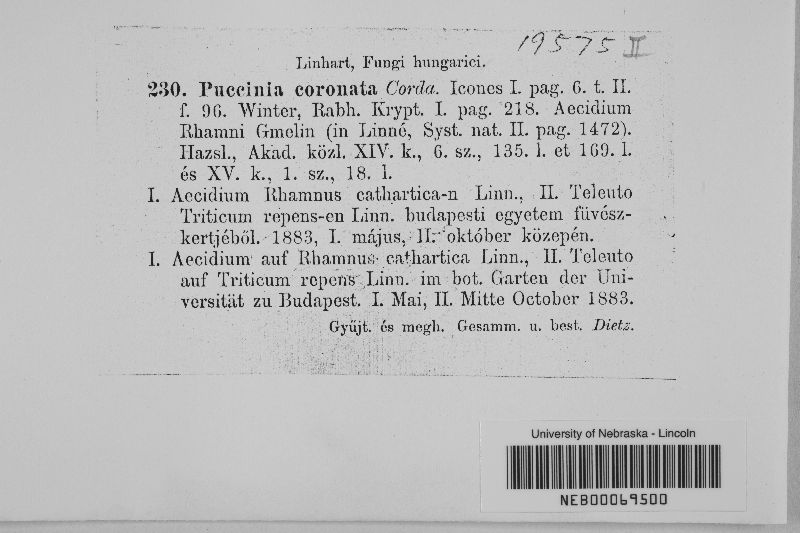 19575 II
Linhart, Fungi hungarici.
230. Puccinia coronata Corda. Icones I. pag. 6. t. II.
f. 96. Winter, Rabh. Krypt. I. pag. 218. Aecidium
Rhamni Gmelin (in Linné, Syst. nat. II. pag. 1472).
Hazsl., Akad. közl. XIV. k., 6. sz., 135. l. et 169. l.
és XV. k., 1. sz., 18. l.
I. Aecidium Rhamnus cathartica-n Linn., II. Teleuto
Triticum repens-en Linn. budapesti egyetem füvész-
kertjéből. 1883, I. május, II. október közepén.
I. Aecidium auf Rhamnus cathartica Linn., II. Teleuto
auf Triticum repens Linn. im bot. Garten der Uni-
versität zu Budapest. I. Mai, II. Mitte October 1883.
Gyűjt. és megh. Gesamm. u. best. Dietz.
University of Nebraska - Lincoln
NEB00069500